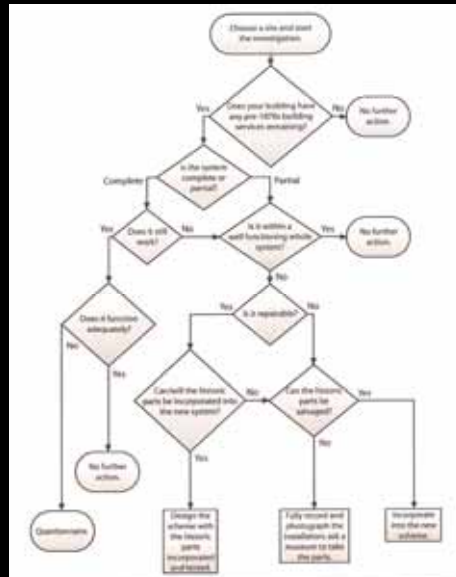 Choose a site and start
the investigation.
Does your building have
any pre-1870s building
services remaining?
Yes
No
No further
action.
Is the system
complete or
partial?
Complete
Partial
Does it still
work?
Yes
No
Is it within a
well functioning whole
system?
Yes
No further
action.
No
Is it repairable?
Yes
No
Does it function
adequately?
No
Yes
Can/will the historic
parts be incorporated into
the new system?
No
Can the historic
parts be
salvaged?
Yes
Yes
No further
action.
Questionnaire.
Design the
scheme with
the historic
parts
incorporated
and tested.
Fully record and
photograph the
installation: ask a
museum to take
the parts.
Incorporate
into the new
scheme.